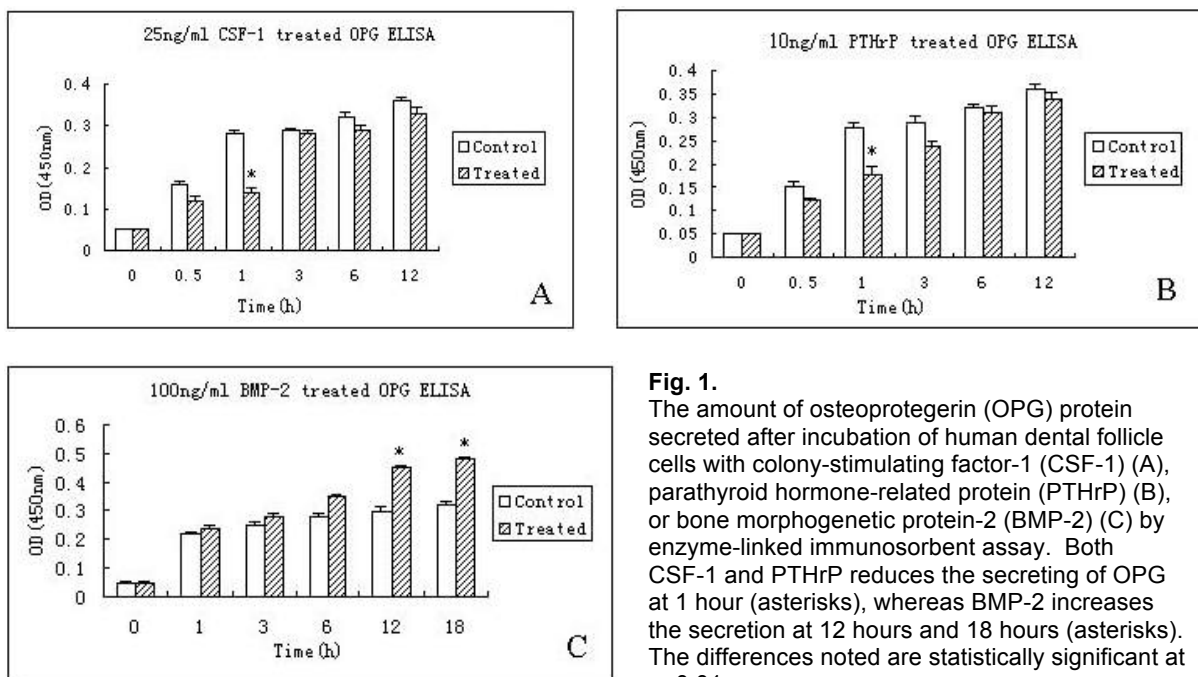 25ng/ml CSF-1 treated OPG ELISA
0.4
0.3
0.2
0.1
0
OD(450nm)
0 0.5 1 3 6 12
Time(h)
*
Control
Treated
A
10ng/ml PTHrP treated OPG ELISA
0.4
0.35
0.3
0.25
0.2
0.15
0.1
0.05
0
OD(450nm)
0 0.5 1 3 6 12
Time(h)
*
Control
Treated
B
100ng/ml BMP-2 treated OPG ELISA
0.6
0.5
0.4
0.3
0.2
0.1
0
OD(450nm)
0 1 3 6 12 18
Time(h)
* *
Control
Treated
C
Fig. 1.
The amount of osteoprotegerin (OPG) protein
secreted after incubation of human dental follicle
cells with colony-stimulating factor-1 (CSF-1) (A),
parathyroid hormone-related protein (PTHrP) (B),
or bone morphogenetic protein-2 (BMP-2) (C) by
enzyme-linked immunosorbent assay. Both
CSF-1 and PTHrP reduces the secreting of OPG
at 1 hour (asterisks), whereas BMP-2 increases
the secretion at 12 hours and 18 hours (asterisks).
The differences noted are statistically significant at